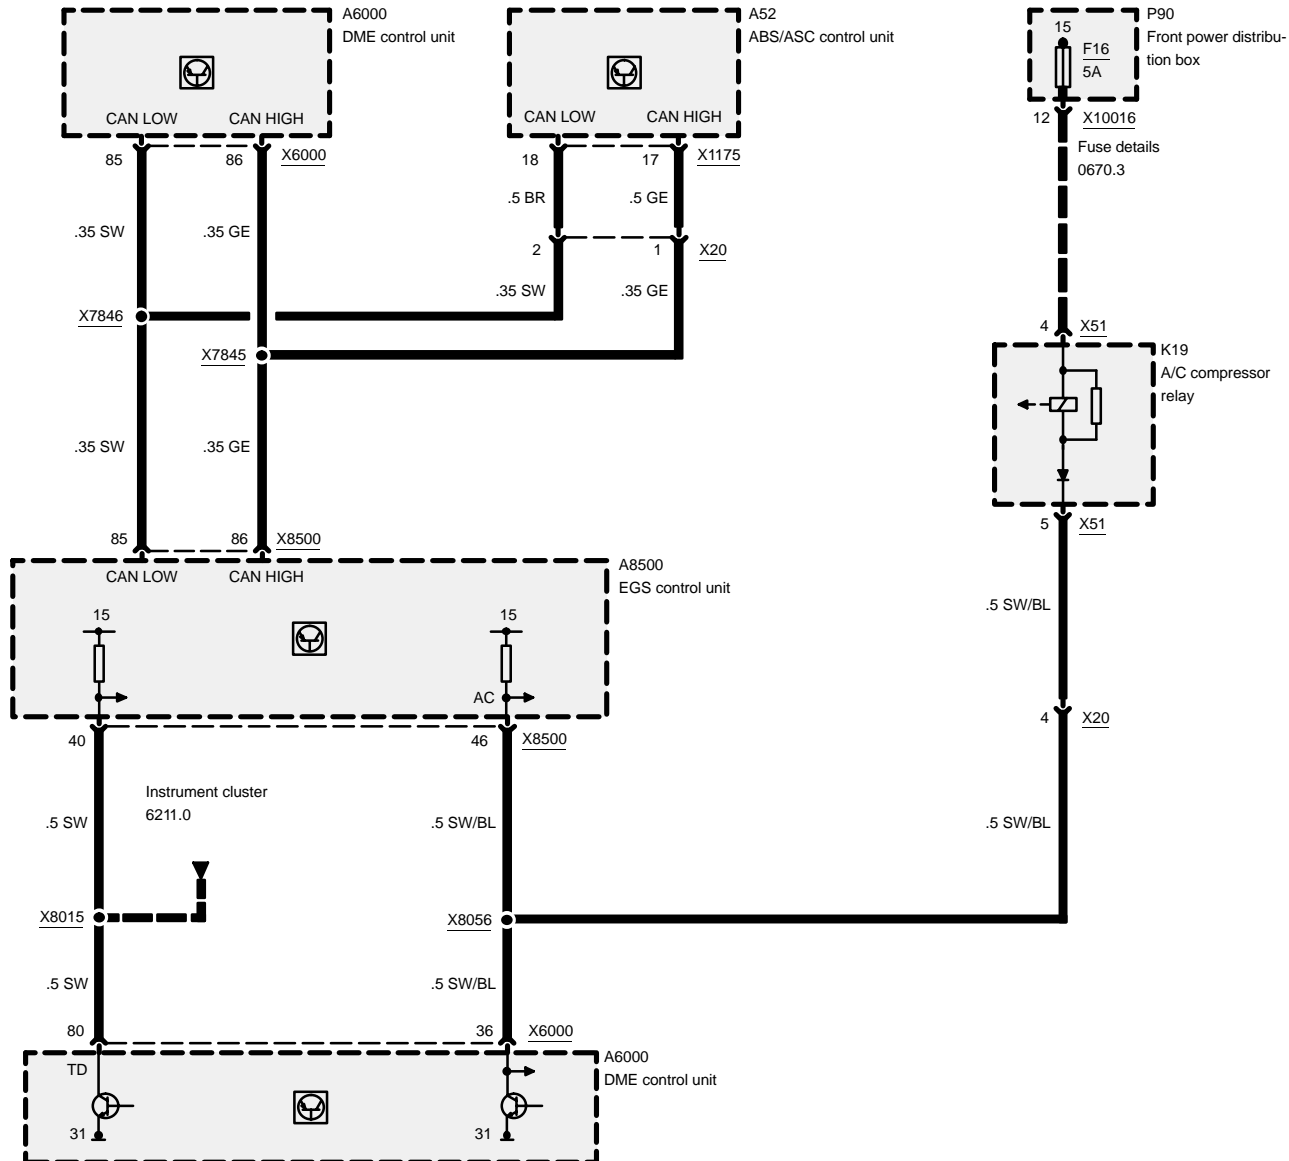 A6000
DME control unit
CAN LOW
CAN HIGH
85
86
X6000
A52
ABS/ASC control unit
CAN LOW
CAN HIGH
18
17
X1175
P90
Front power distribu-
tion box
15
F16
5A
12
X10016
Fuse details
0670.3
.5 BR
.5 GE
.35 SW
.35 GE
2
1
X20
.35 SW
.35 GE
X7846
X7845
4
X51
K19
A/C compressor
relay
.35 SW
.35 GE
5
X51
85
86
X8500
A8500
EGS control unit
CAN LOW
CAN HIGH
15
15
AC
.5 SW/BL
40
46
X8500
4
X20
Instrument cluster
6211.0
.5 SW
.5 SW/BL
.5 SW/BL
X8015
X8056
.5 SW
.5 SW/BL
80
36
X6000
A6000
DME control unit
TD
31
31